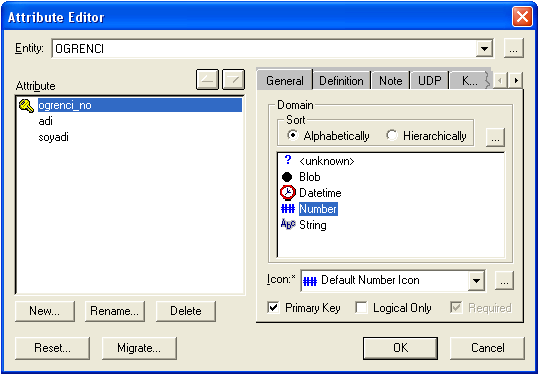 Attribute Editor
Entity: OGRENCI ...
Attribute
ogrenci_no
adi
soyadi
New... Rename... Delete
General Definition Note UDP K...
Domain
Sort
Alphabetically Hierarchically ...
? <unknown>
Blob
Datetime
Number
String
Icon:* Default Number Icon ...
Primary Key Logical Only Required
Reset... Migrate... OK Cancel